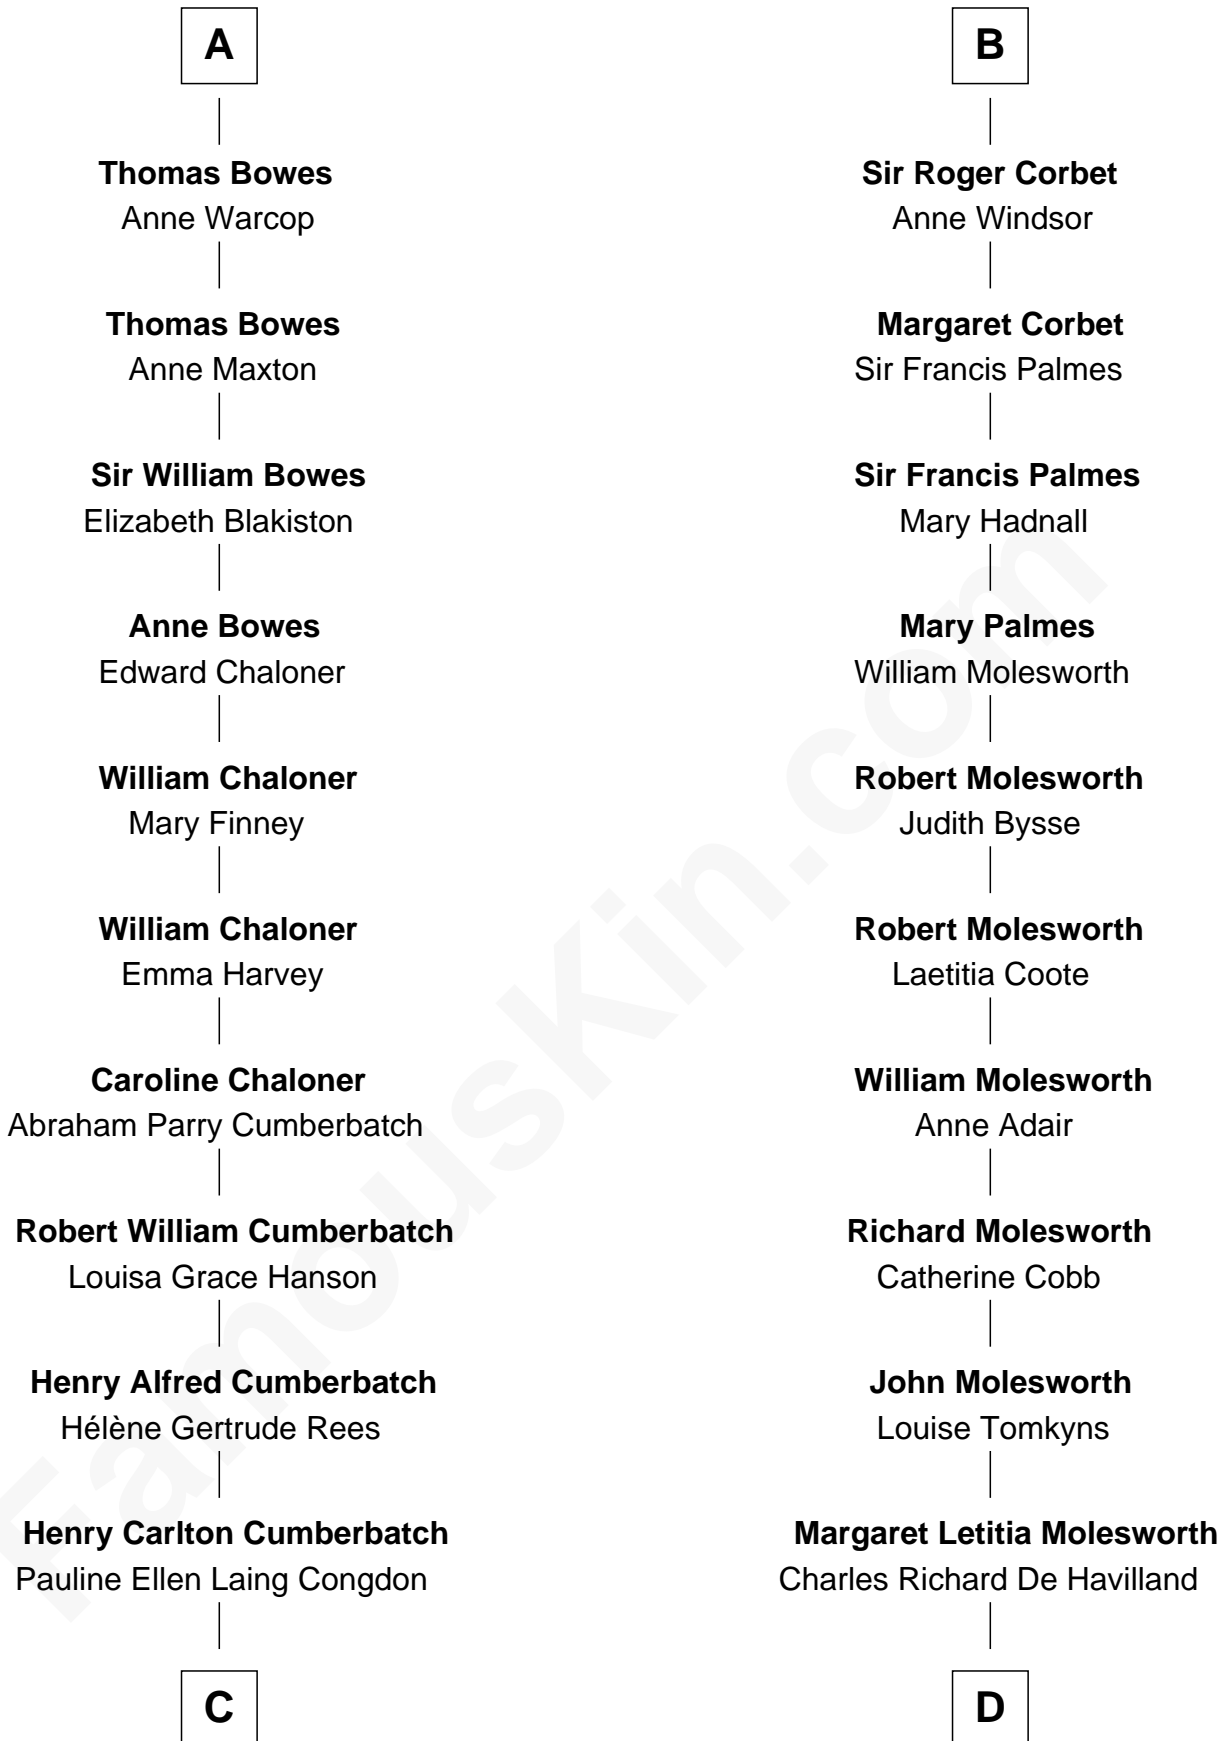 A
Thomas Bowes
Anne Warcop
Thomas Bowes
Anne Maxton
Sir William Bowes
Elizabeth Blakiston
Anne Bowes
Edward Chaloner
William Chaloner
Mary Finney
William Chaloner
Emma Harvey
Caroline Chaloner
Abraham Parry Cumberbatch
Robert William Cumberbatch
Louisa Grace Hanson
Henry Alfred Cumberbatch
Hélène Gertrude Rees
Henry Carlton Cumberbatch
Pauline Ellen Laing Congdon
C
B
Sir Roger Corbet
Anne Windsor
Margaret Corbet
Sir Francis Palmes
Sir Francis Palmes
Mary Hadnall
Mary Palmes
William Molesworth
Robert Molesworth
Judith Bysse
Robert Molesworth
Laetitia Coote
William Molesworth
Anne Adair
Richard Molesworth
Catherine Cobb
John Molesworth
Louise Tomkyns
Margaret Letitia Molesworth
Charles Richard De Havilland
D
FamousKin.com